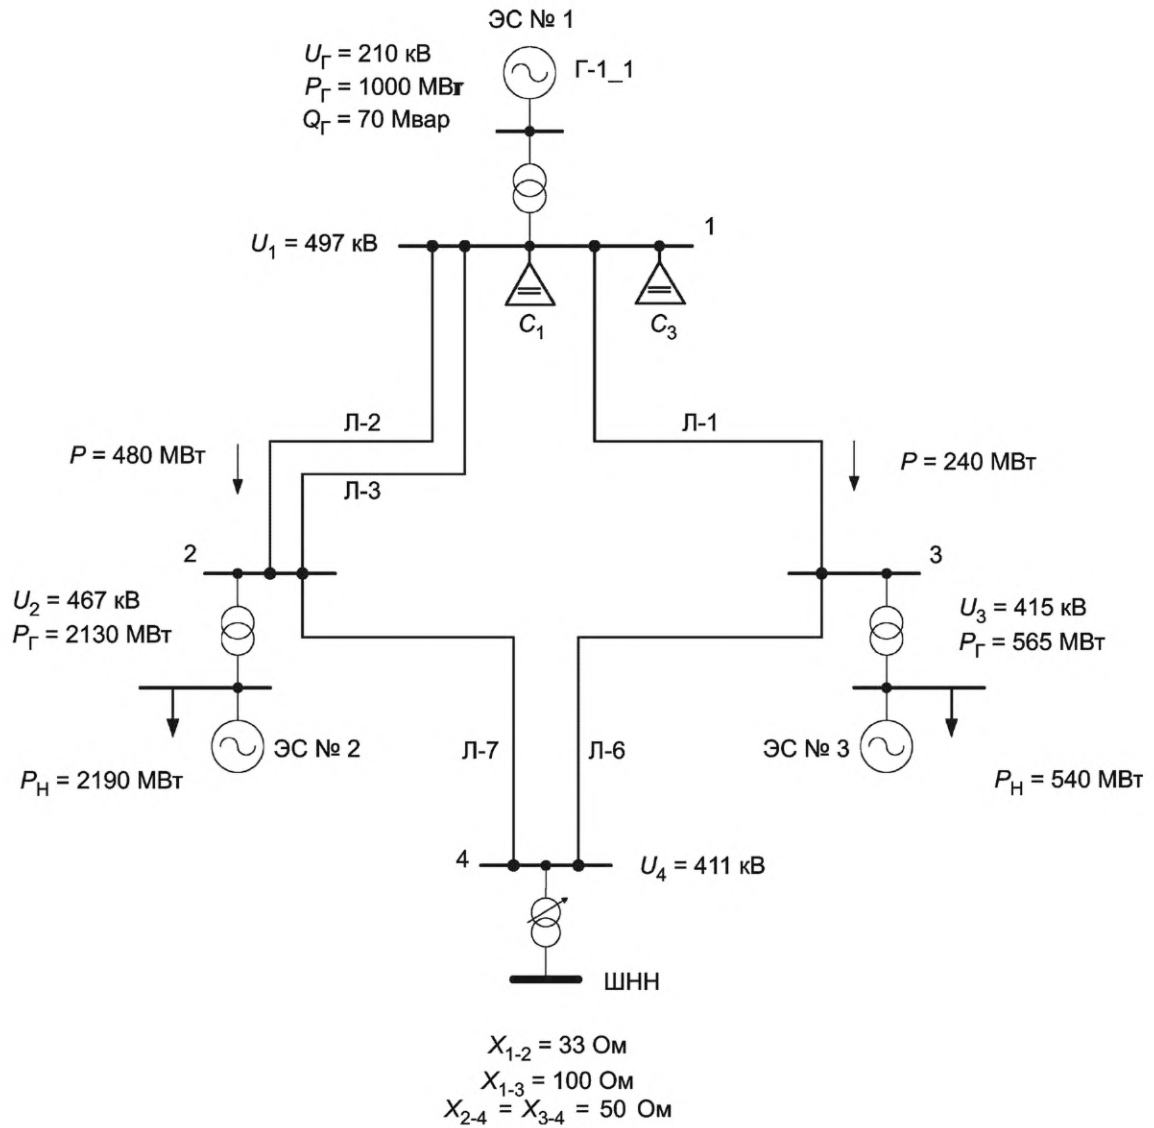 ЭС № 1
U_Г = 210 кВ
P_Г = 1000 МВт
Q_Г = 70 Мвар
Г-1_1
1
U_1 = 497 кВ
C_1
C_3
Л-2
Л-1
P = 480 МВт
P = 240 МВт
Л-3
2
3
U_2 = 467 кВ
P_Г = 2130 МВт
U_3 = 415 кВ
P_Г = 565 МВт
ЭС № 2
Л-7
Л-6
ЭС № 3
P_Н = 2190 МВт
P_Н = 540 МВт
4
U_4 = 411 кВ
ШНН
X_1-2 = 33 Ом
X_1-3 = 100 Ом
X_2-4 = X_3-4 = 50 Ом